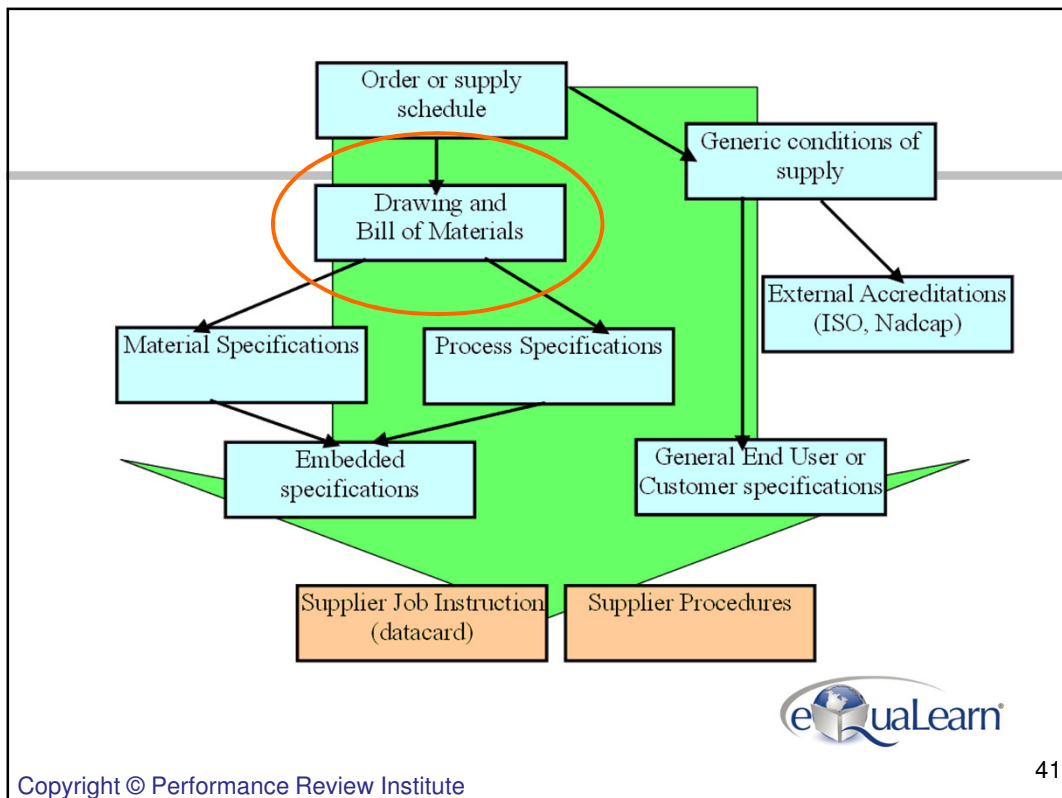 Order or supply
schedule
Generic conditions of
supply
Drawing and
Bill of Materials
External Accreditations
(ISO, Nadcap)
Material Specifications
Process Specifications
Embedded
specifications
General End User or
Customer specifications
Supplier Job Instruction
(datacard)
Supplier Procedures
eQuaLearn®
Copyright © Performance Review Institute
41